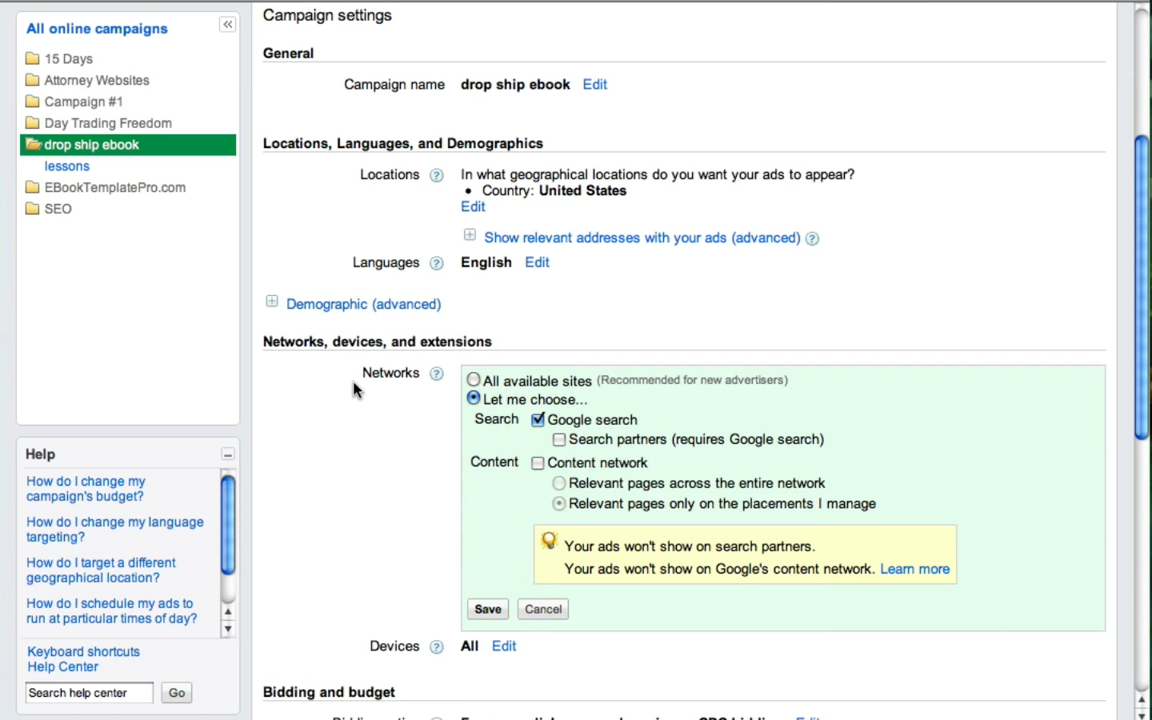 All online campaigns
«
15 Days
Attorney Websites
Campaign #1
Day Trading Freedom
drop ship ebook
lessons
EBookTemplatePro.com
SEO
Help
How do I change my
campaign's budget?
How do I change my language
targeting?
How do I target a different
geographical location?
How do I schedule my ads to
run at particular times of day?
Keyboard shortcuts
Help Center
Search help center
Go
Campaign settings
General
Campaign name drop ship ebook Edit
Locations, Languages, and Demographics
Locations ? In what geographical locations do you want your ads to appear?
• Country: United States
Edit
Show relevant addresses with your ads (advanced) ?
Languages ? English Edit
Demographic (advanced)
Networks, devices, and extensions
Networks ? All available sites (Recommended for new advertisers)
Let me choose...
Search Google search
Search partners (requires Google search)
Content Content network
Relevant pages across the entire network
Relevant pages only on the placements I manage
Your ads won't show on search partners.
Your ads won't show on Google's content network. Learn more
Save Cancel
Devices ? All Edit
Bidding and budget